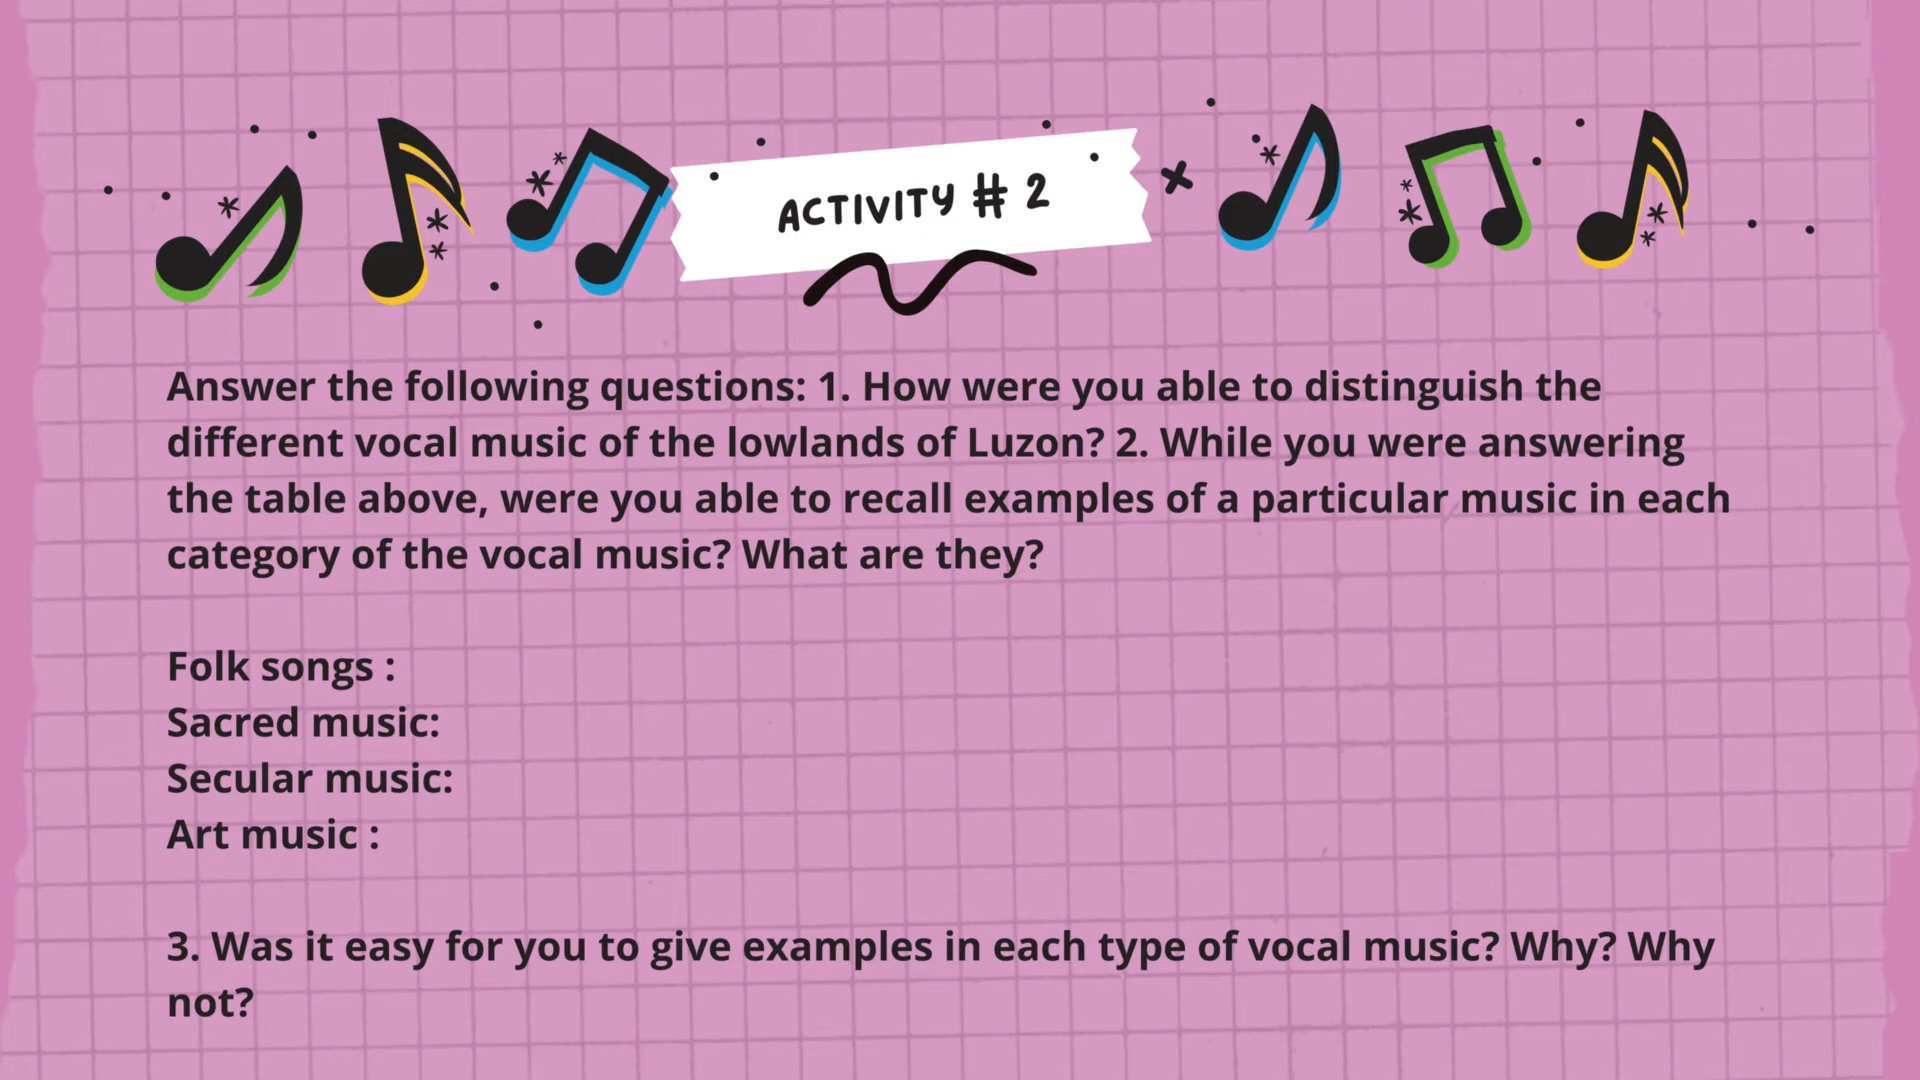 ACTIVITY # 2
Answer the following questions: 1. How were you able to distinguish the
different vocal music of the lowlands of Luzon? 2. While you were answering
the table above, were you able to recall examples of a particular music in each
category of the vocal music? What are they?
Folk songs :
Sacred music:
Secular music:
Art music :
3. Was it easy for you to give examples in each type of vocal music? Why? Why
not?